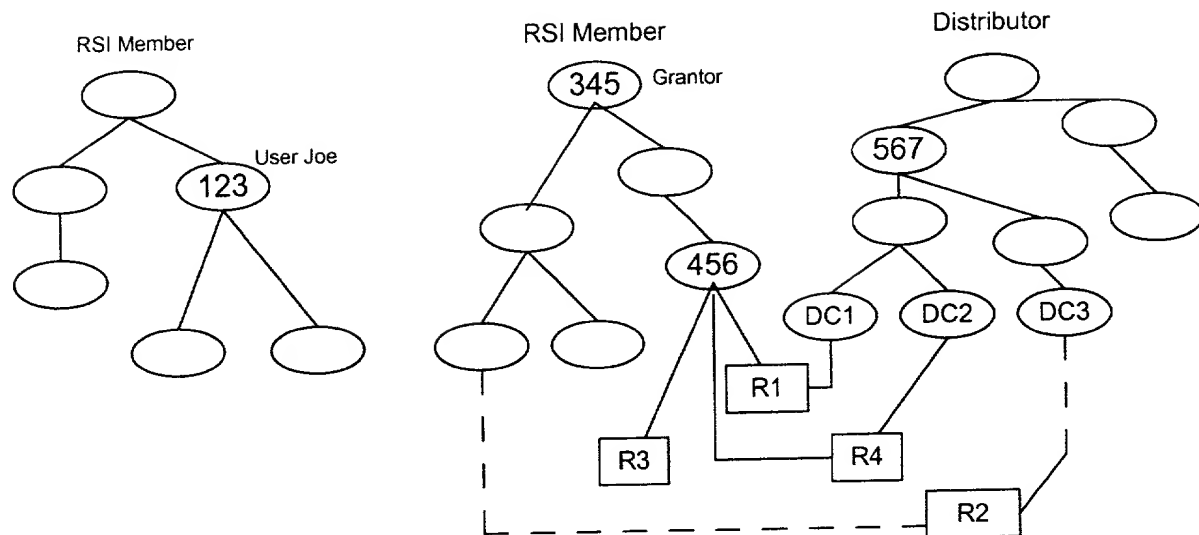 RSI Member
RSI Member
Distributor
345
Grantor
567
User Joe
123
456
DC1
DC2
DC3
R1
R3
R4
R2